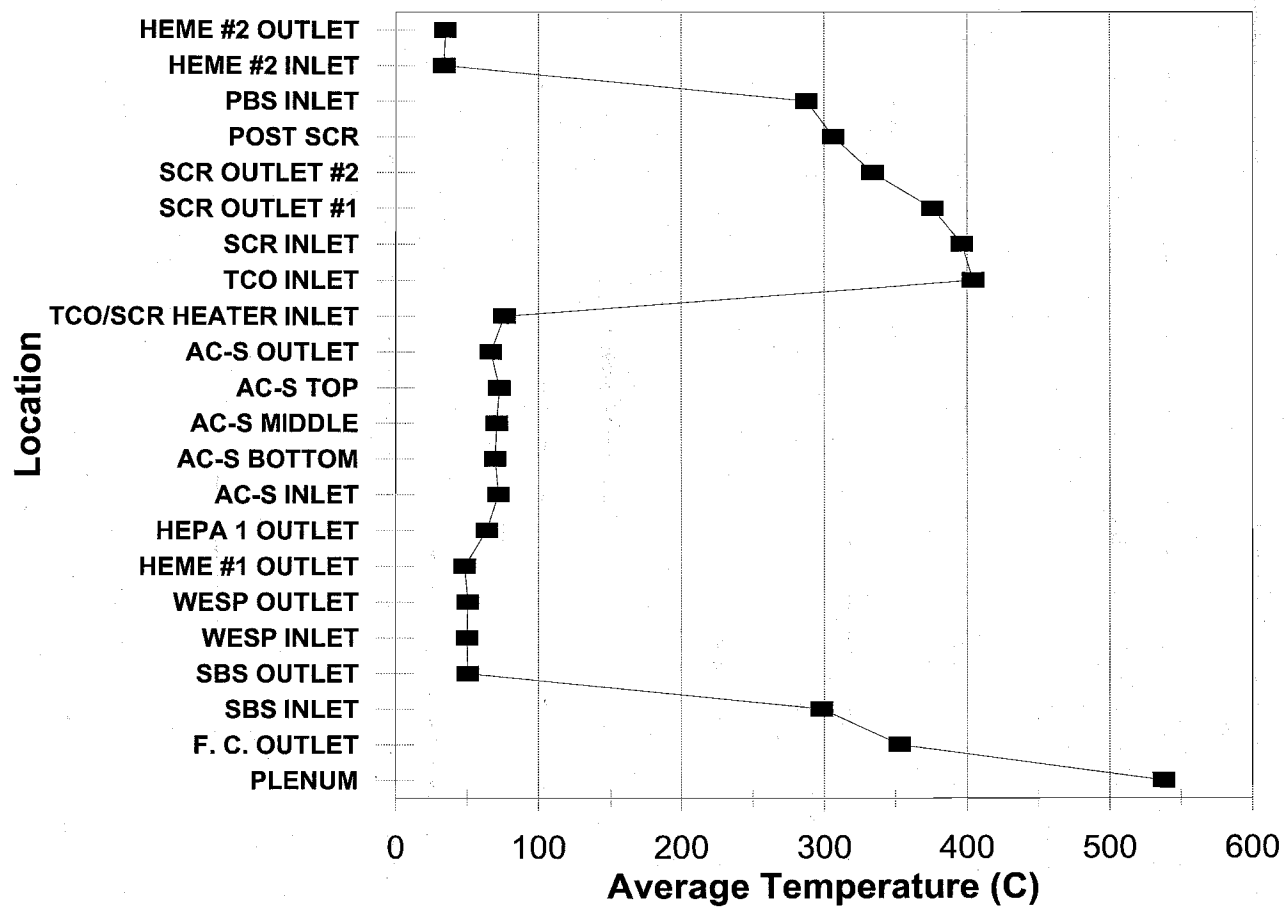 HEME #2 OUTLET
HEME #2 INLET
PBS INLET
POST SCR
SCR OUTLET #2
SCR OUTLET #1
SCR INLET
TCO INLET
TCO/SCR HEATER INLET
AC-S OUTLET
AC-S TOP
AC-S MIDDLE
AC-S BOTTOM
AC-S INLET
HEPA 1 OUTLET
HEME #1 OUTLET
WESP OUTLET
WESP INLET
SBS OUTLET
SBS INLET
F. C. OUTLET
PLENUM
Location
0 100 200 300 400 500 600
Average Temperature (C)